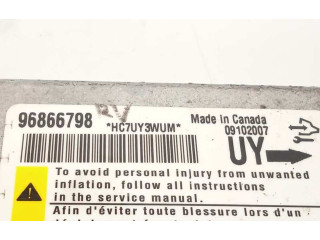 RV
96866798
*HC7UY3WUM*
Made in Canada
09102007
UY
To avoid personal injury from unwanted
inflation, follow all instructions
in the service manual.
Afin d'éviter toute blessure lors d'un